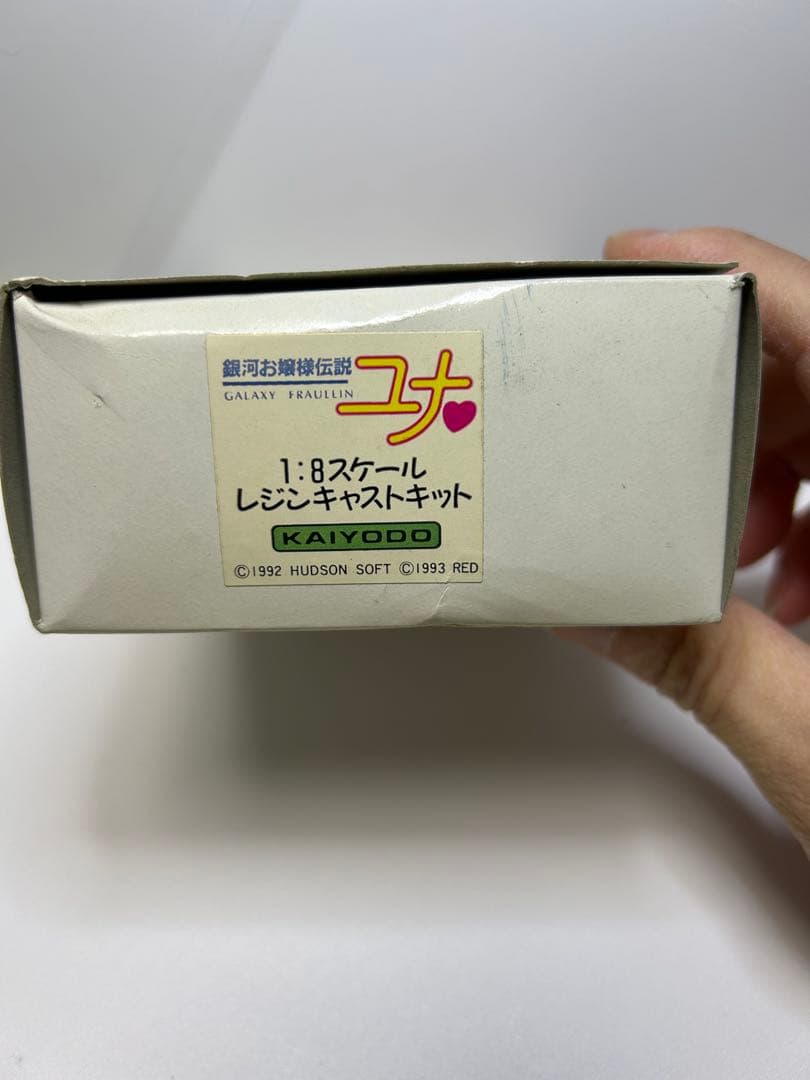 銀河お嬢様伝説
GALAXY FRAULLIN
ユナ
1:8スケール
レジンキャストキット
KAIYODO
©1992 HUDSON SOFT ©1993 RED